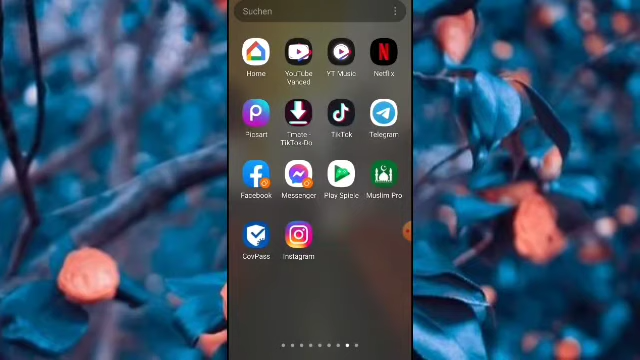 Suchen
Home
YouTube Vanced
YT Music
Netflix
Picsart
Tmate - TikTok-Do..
TikTok
Telegram
Facebook
Messenger
Play Spiele
Muslim Pro
CovPass
Instagram